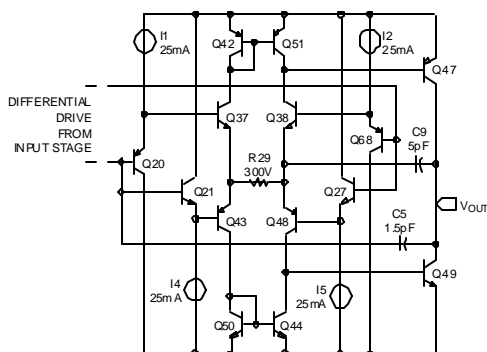 I1
25mA
Q42
Q51
I2
25mA
Q47
DIFFERENTIAL
DRIVE
FROM
INPUT STAGE
Q37
Q38
Q68
C9
5pF
Q20
Q21
R29
300V
Q27
VOUT
Q43
Q48
C5
1.5pF
I4
25mA
I5
25mA
Q49
Q50
Q44